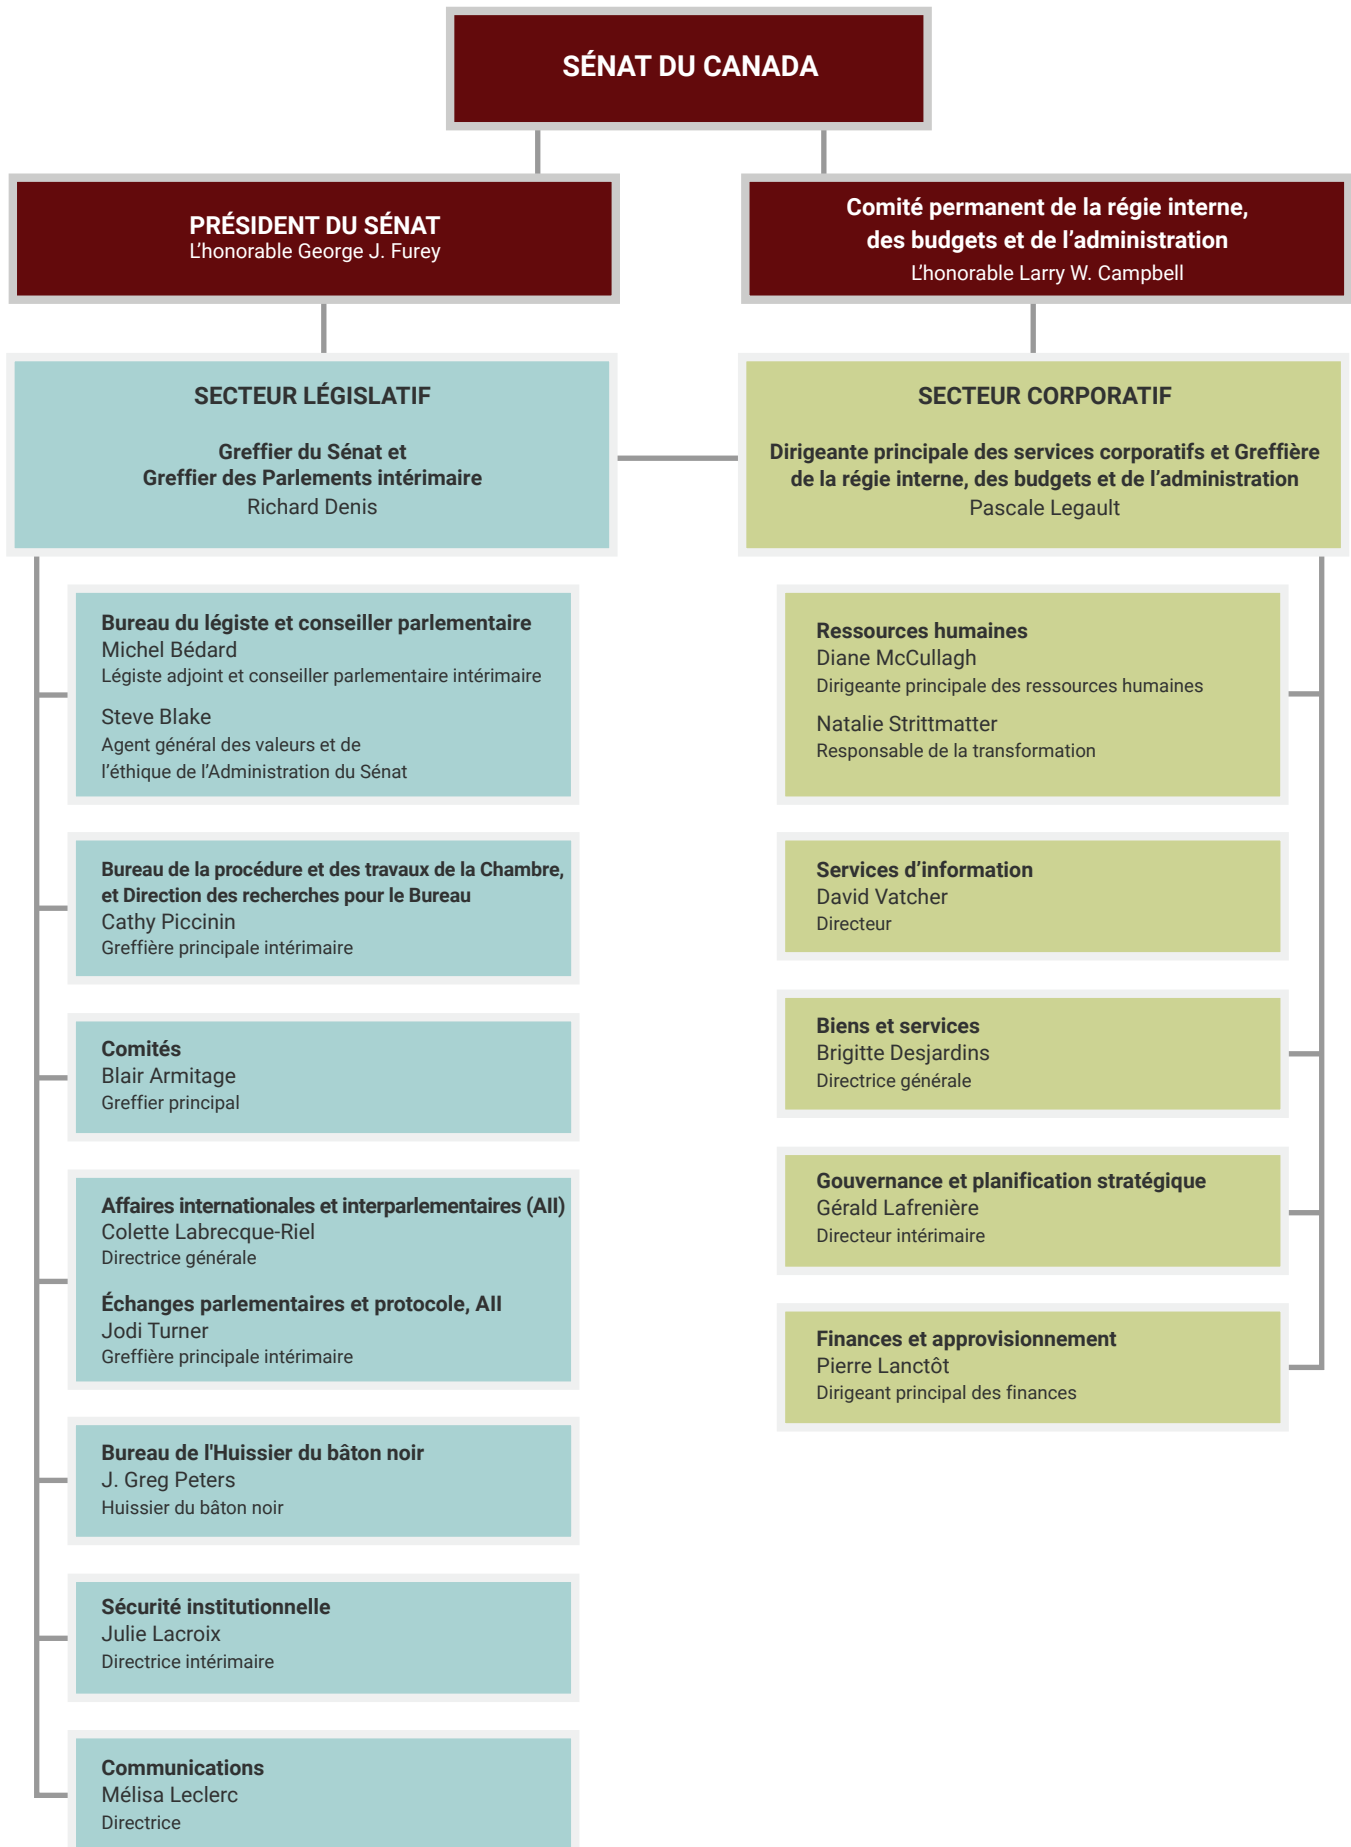 SÉNAT DU CANADA
PRÉSIDENT DU SÉNAT
L’honorable George J. Furey
Comité permanent de la régie interne,
des budgets et de l’administration
L’honorable Larry W. Campbell
SECTEUR LÉGISLATIF
Greffier du Sénat et
Greffier des Parlements intérimaire
Richard Denis
SECTEUR CORPORATIF
Dirigeante principale des services corporatifs et Greffière
de la régie interne, des budgets et de l’administration
Pascale Legault
Bureau du légiste et conseiller parlementaire
Michel Bédard
Légiste adjoint et conseiller parlementaire intérimaire
Steve Blake
Agent général des valeurs et de
l’éthique de l’Administration du Sénat
Bureau de la procédure et des travaux de la Chambre,
et Direction des recherches pour le Bureau
Cathy Piccinin
Greffière principale intérimaire
Comités
Blair Armitage
Greffier principal
Affaires internationales et interparlementaires (AII)
Colette Labrecque-Riel
Directrice générale
Échanges parlementaires et protocole, AII
Jodi Turner
Greffière principale intérimaire
Bureau de l'Huissier du bâton noir
J. Greg Peters
Huissier du bâton noir
Sécurité institutionnelle
Julie Lacroix
Directrice intérimaire
Communications
Mélisa Leclerc
Directrice
Ressources humaines
Diane McCullagh
Dirigeante principale des ressources humaines
Natalie Strittmatter
Responsable de la transformation
Services d’information
David Vatcher
Directeur
Biens et services
Brigitte Desjardins
Directrice générale
Gouvernance et planification stratégique
Gérald Lafrenière
Directeur intérimaire
Finances et approvisionnement
Pierre Lanctôt
Dirigeant principal des finances